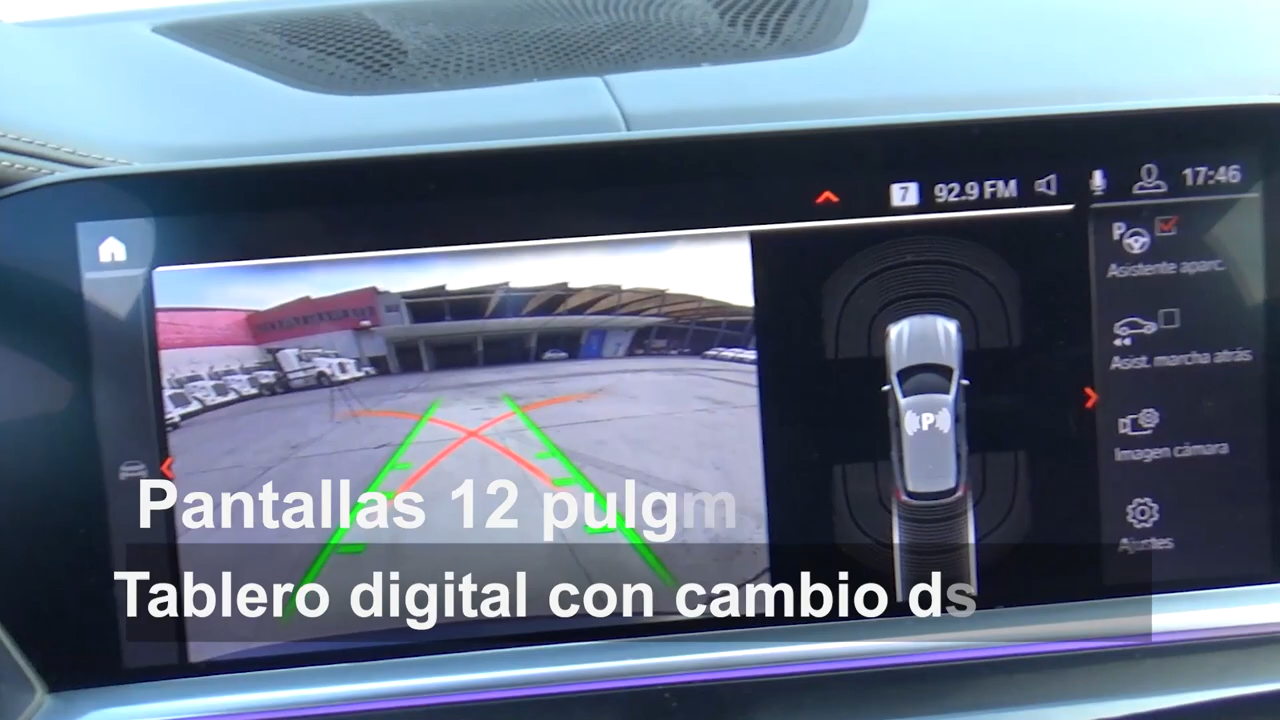 7 92.9 FM 17:46
P
Asistente aparc.
Asist. marcha atrás
Imagen cámara
Ajustes
P
Pantallas 12 pulgm
Tablero digital con cambio ds